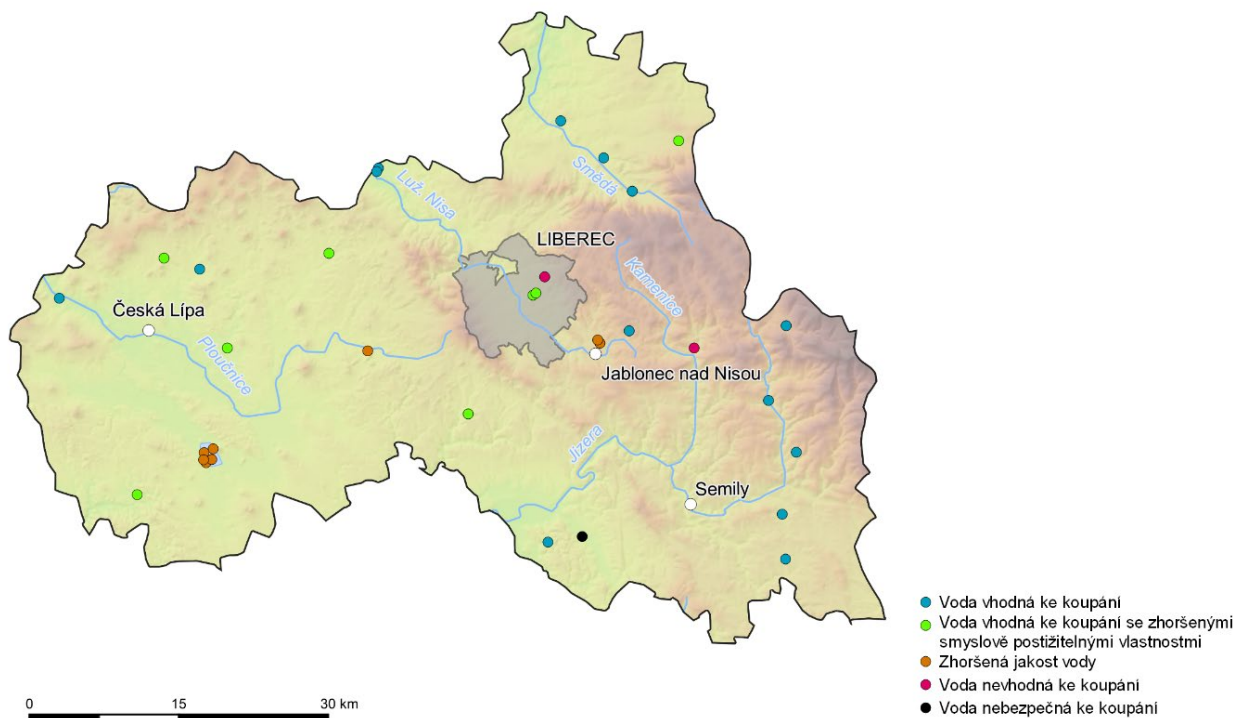 Smědá
Luž. Nisa
LIBEREC
Kamenice
Česká Lípa
Ploučnice
Jablonec nad Nisou
Jizera
Semily
Voda vhodná ke koupání
Voda vhodná ke koupání se zhoršenými
smyslově postižitelnými vlastnostmi
Zhoršená jakost vody
Voda nevhodná ke koupání
Voda nebezpečná ke koupání
0 15 30 km